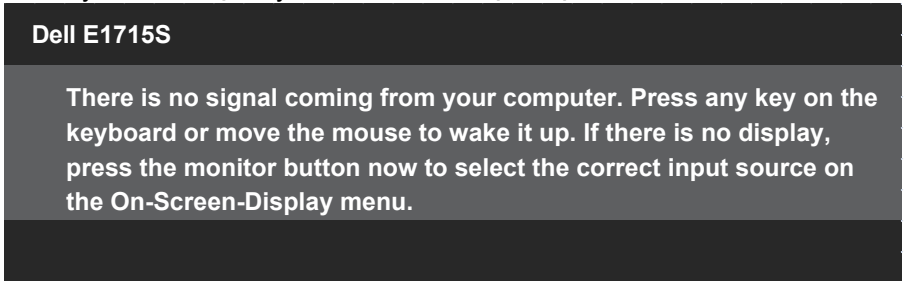 Dell E1715S
There is no signal coming from your computer. Press any key on the
keyboard or move the mouse to wake it up. If there is no display,
press the monitor button now to select the correct input source on
the On-Screen-Display menu.